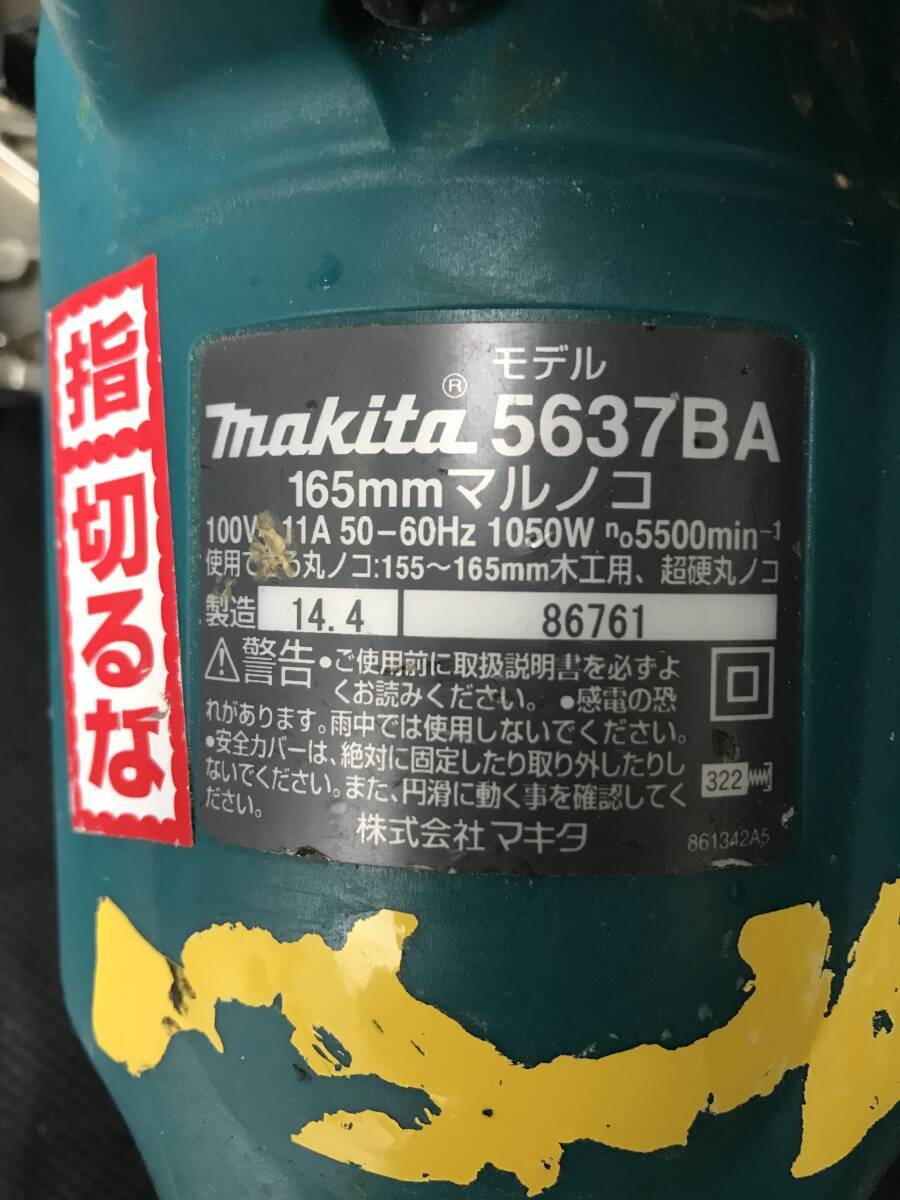 指切るな
モデル
makita® 5637BA
165mmマルノコ
100V 11A 50-60Hz 1050W n₀5500min⁻¹
使用で る丸ノコ:155～165mm木工用、超硬丸ノコ
製造 14.4 86761
⚠警告 ●ご使用前に取扱説明書を必ずよ
くお読みください。 ●感電の恐
れがあります。雨中では使用しないでください。
●安全カバーは、絶対に固定したり取り外したりし
ないでください。また、円滑に動く事を確認してく
ださい。
322
株式会社マキタ
861342A5